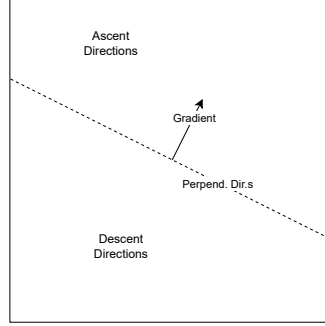 Ascent
Directions
Gradient
Perpend. Dir.s
Descent
Directions